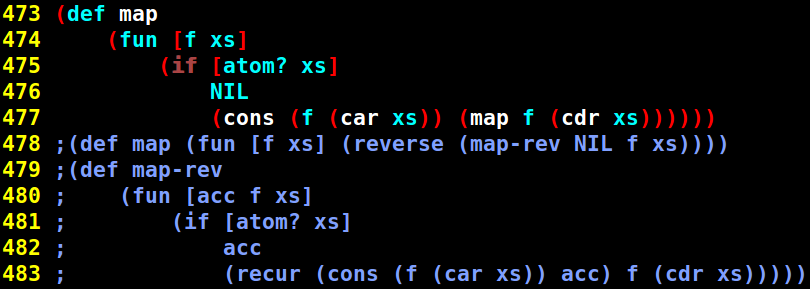 473 (def map
474     (fun [f xs]
475         (if [atom? xs]
476             NIL
477             (cons (f (car xs)) (map f (cdr xs))))))
478 ;(def map (fun [f xs] (reverse (map-rev NIL f xs))))
479 ;(def map-rev
480 ;    (fun [acc f xs]
481 ;        (if [atom? xs]
482 ;            acc
483 ;            (recur (cons (f (car xs)) acc) f (cdr xs)))))